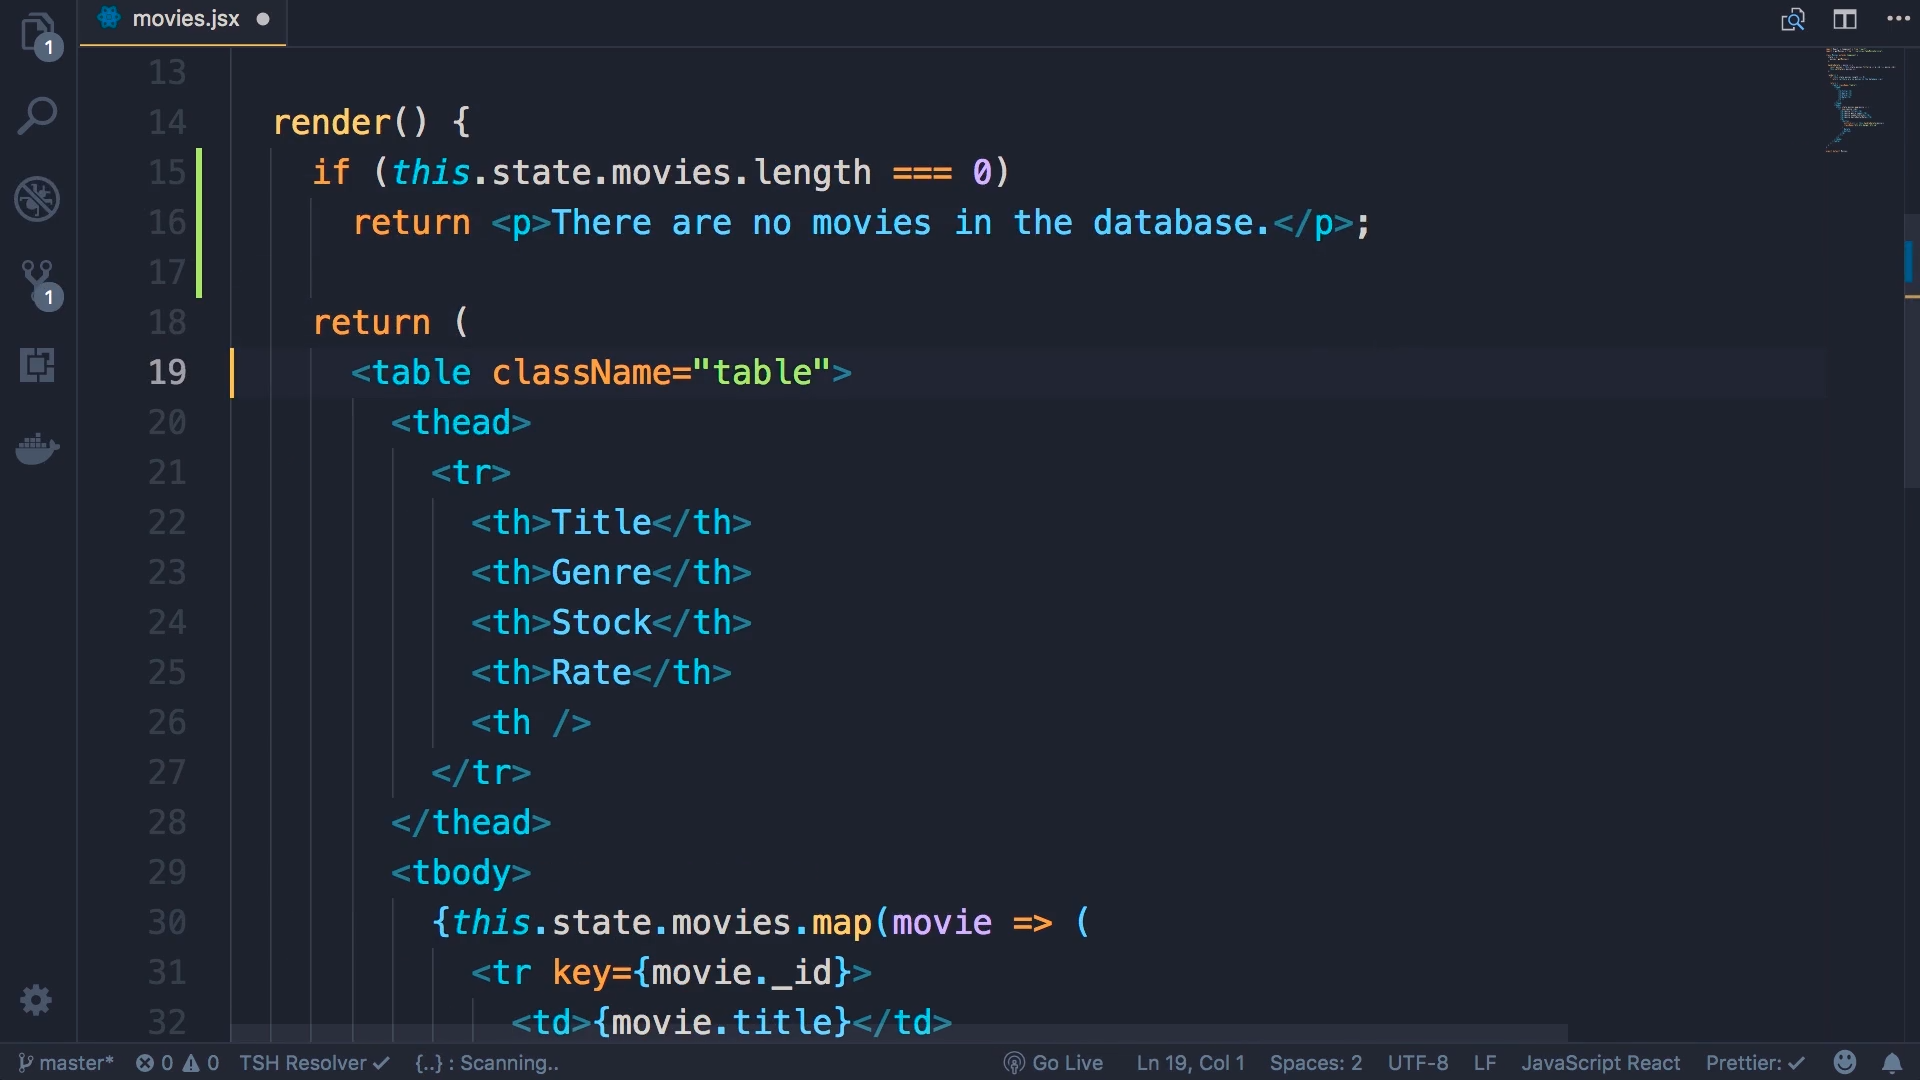 movies.jsx
1
13
14 render() {
15 if (this.state.movies.length === 0)
16 return <p>There are no movies in the database.</p>;
17
18 return (
19 <table className="table">
20 <thead>
21 <tr>
22 <th>Title</th>
23 <th>Genre</th>
24 <th>Stock</th>
25 <th>Rate</th>
26 <th />
27 </tr>
28 </thead>
29 <tbody>
30 {this.state.movies.map(movie => (
31 <tr key={movie._id}>
32 <td>{movie.title}</td>
1
master* 0 0 TSH Resolver ✓ {..} : Scanning.. Go Live Ln 19, Col 1 Spaces: 2 UTF-8 LF JavaScript React Prettier: ✓